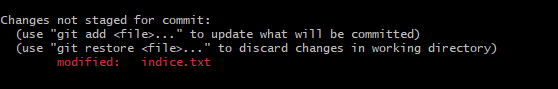 Changes not staged for commit:
  (use "git add <file>..." to update what will be committed)
  (use "git restore <file>..." to discard changes in working directory)
        modified:   indice.txt